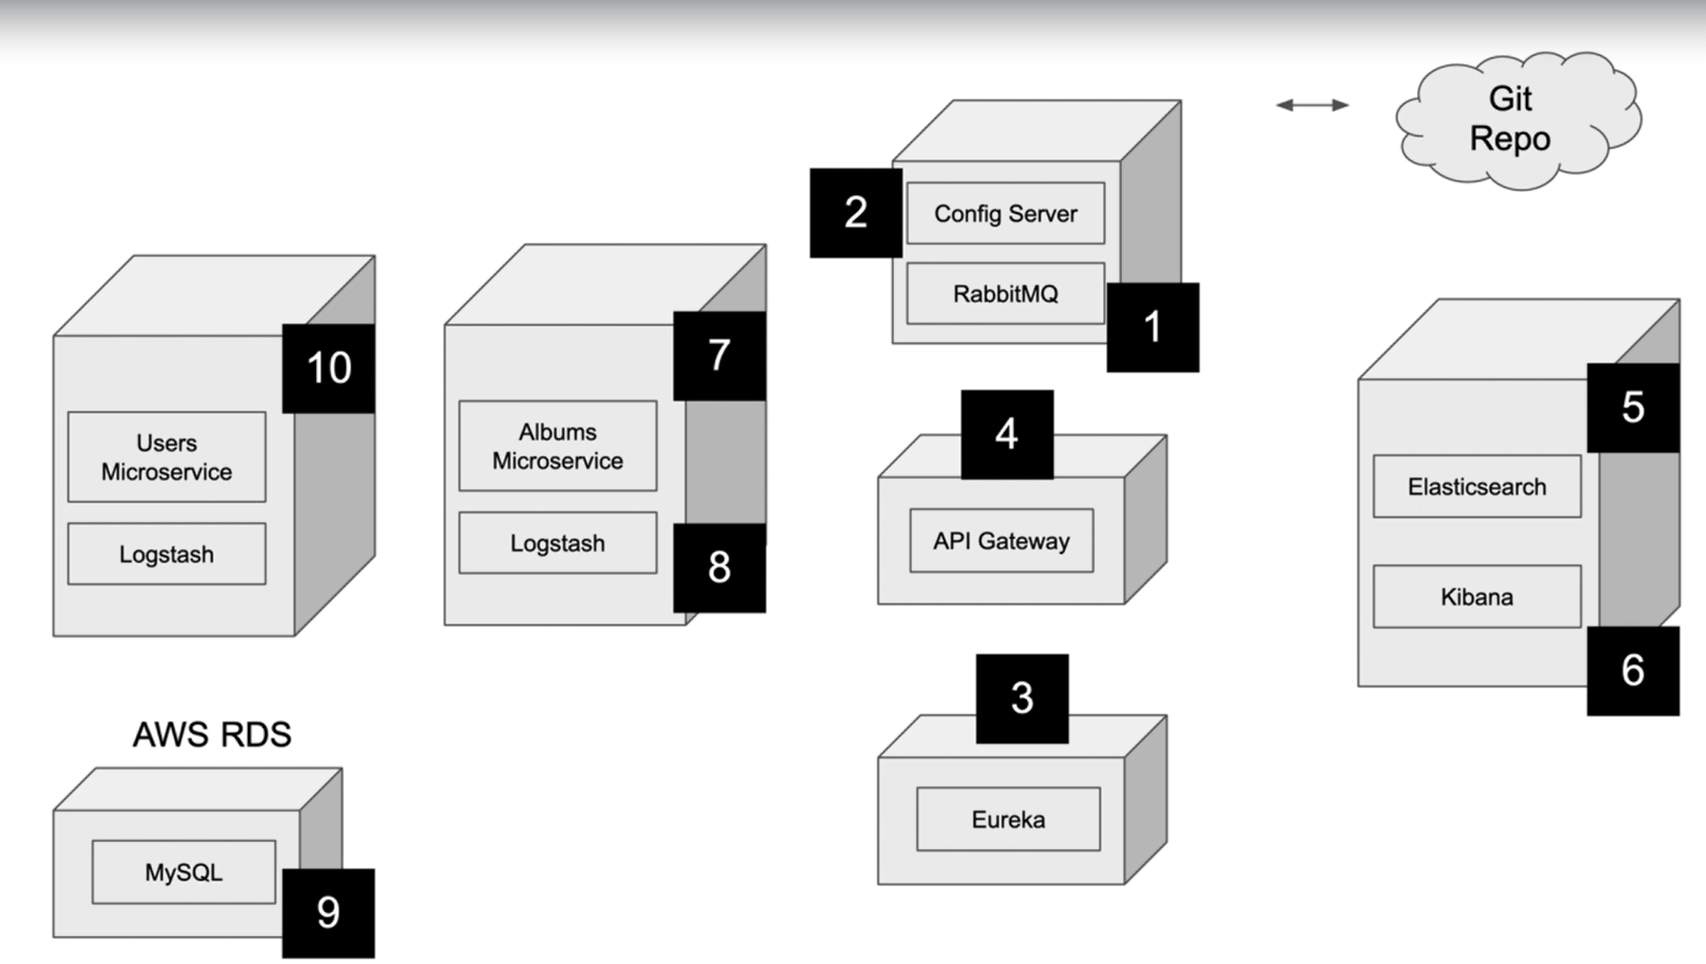 Git
Repo
2
Config Server
RabbitMQ
1
10
Users
Microservice
Logstash
7
Albums
Microservice
Logstash
8
4
API Gateway
5
Elasticsearch
Kibana
6
3
Eureka
AWS RDS
MySQL
9